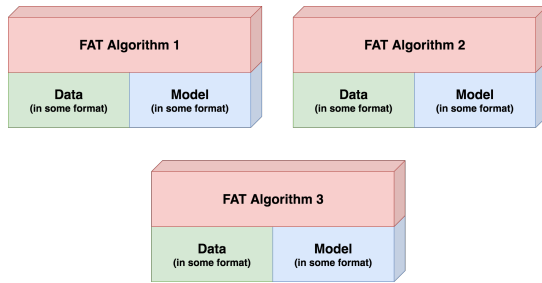 FAT Algorithm 1
Data
(in some format)
Model
(in some format)
FAT Algorithm 2
Data
(in some format)
Model
(in some format)
FAT Algorithm 3
Data
(in some format)
Model
(in some format)